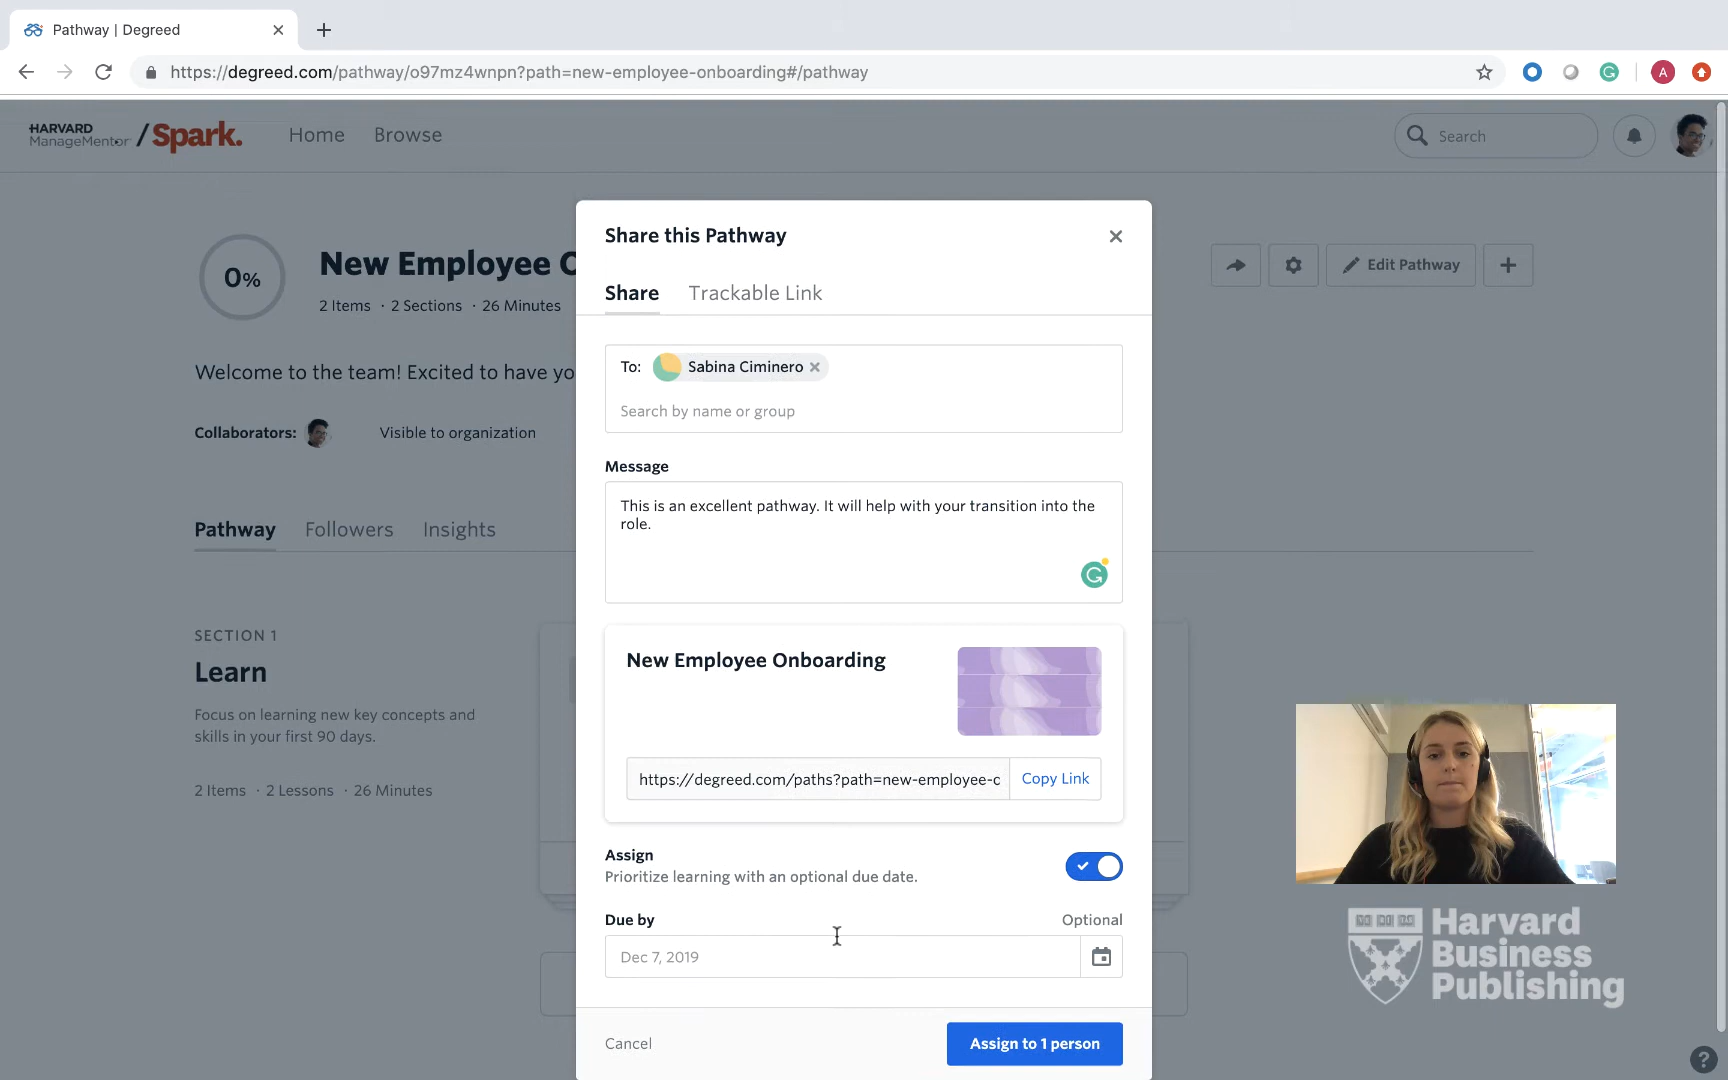 Pathway | Degreed
https://degreed.com/pathway/o97mz4wnpn?path=new-employee-onboarding#/pathway
A
HARVARD
ManageMentor
/ Spark.
Home
Browse
Search
0%
New Employee O
2 Items · 2 Sections · 26 Minutes
Edit Pathway
Welcome to the team! Excited to have yo
Collaborators:
Visible to organization
Pathway
Followers
Insights
SECTION 1
Learn
Focus on learning new key concepts and
skills in your first 90 days.
2 Items · 2 Lessons · 26 Minutes
Share this Pathway
Share
Trackable Link
To: Sabina Ciminero
Search by name or group
Message
This is an excellent pathway. It will help with your transition into the
role.
New Employee Onboarding
https://degreed.com/paths?path=new-employee-c
Copy Link
Assign
Prioritize learning with an optional due date.
Due by
Optional
Dec 7, 2019
Cancel
Assign to 1 person
Harvard
Business
Publishing
?